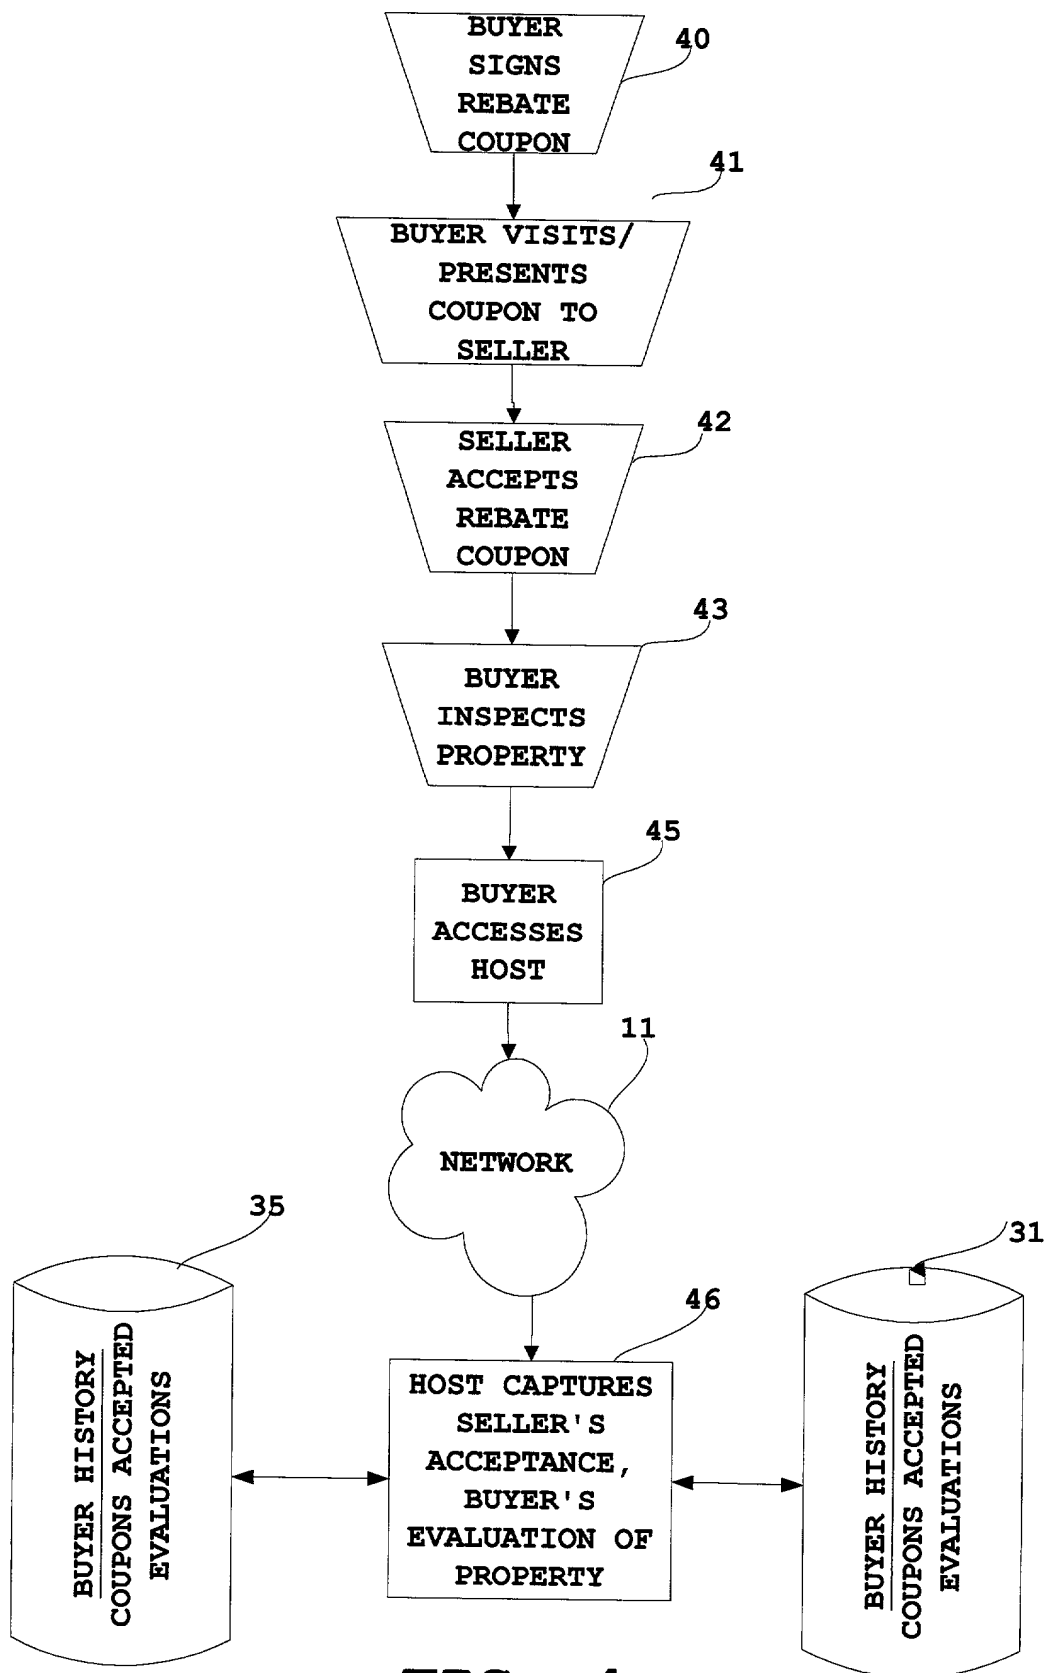 BUYER
SIGNS
REBATE
COUPON
40
41
BUYER VISITS/
PRESENTS
COUPON TO
SELLER
42
SELLER
ACCEPTS
REBATE
COUPON
43
BUYER
INSPECTS
PROPERTY
45
BUYER
ACCESSES
HOST
11
NETWORK
35
31
46
BUYER HISTORY
COUPONS ACCEPTED
EVALUATIONS
HOST CAPTURES
SELLER'S
ACCEPTANCE,
BUYER'S
EVALUATION OF
PROPERTY
BUYER HISTORY
COUPONS ACCEPTED
EVALUATIONS